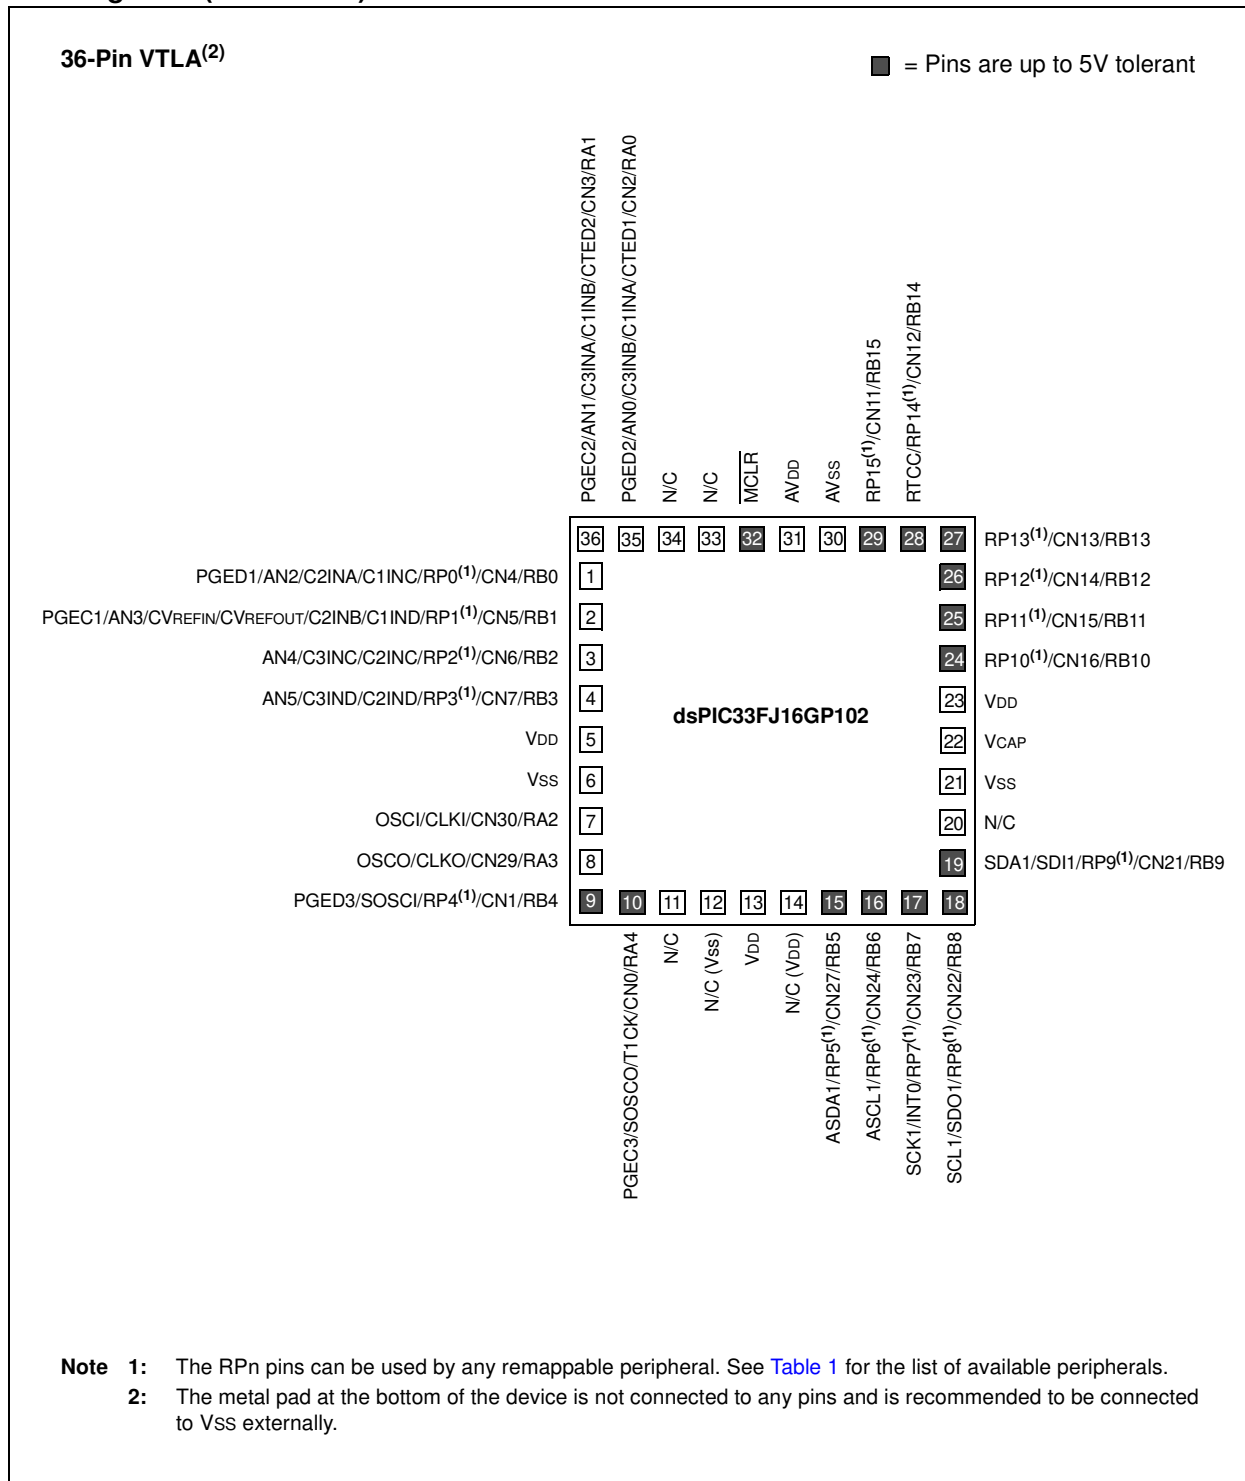 36-Pin VTLA(2)
= Pins are up to 5V tolerant
PGEC2/AN1/C3INA/C1INB/CTED2/CN3/RA1
PGED2/AN0/C3INB/C1INA/CTED1/CN2/RA0
N/C
N/C
MCLR
AVDD
AVSS
RP15(1)/CN11/RB15
RTCC/RP14(1)/CN12/RB14
36 35 34 33 32 31 30 29 28 27 RP13(1)/CN13/RB13
PGED1/AN2/C2INA/C1INC/RP0(1)/CN4/RB0 1 26 RP12(1)/CN14/RB12
PGEC1/AN3/CVREFIN/CVREFOUT/C2INB/C1IND/RP1(1)/CN5/RB1 2 25 RP11(1)/CN15/RB11
AN4/C3INC/C2INC/RP2(1)/CN6/RB2 3 24 RP10(1)/CN16/RB10
AN5/C3IND/C2IND/RP3(1)/CN7/RB3 4 23 VDD
dsPIC33FJ16GP102
VDD 5 22 VCAP
VSS 6 21 VSS
OSCI/CLKI/CN30/RA2 7 20 N/C
OSCO/CLKO/CN29/RA3 8 19 SDA1/SDI1/RP9(1)/CN21/RB9
PGED3/SOSCI/RP4(1)/CN1/RB4 9 10 11 12 13 14 15 16 17 18
PGEC3/SOSCO/T1CK/CN0/RA4
N/C
N/C (Vss)
VDD
N/C (VDD)
ASDA1/RP5(1)/CN27/RB5
ASCL1/RP6(1)/CN24/RB6
SCK1/INT0/RP7(1)/CN23/RB7
SCL1/SDO1/RP8(1)/CN22/RB8
Note 1: The RPn pins can be used by any remappable peripheral. See Table 1 for the list of available peripherals.
2: The metal pad at the bottom of the device is not connected to any pins and is recommended to be connected
to VSS externally.